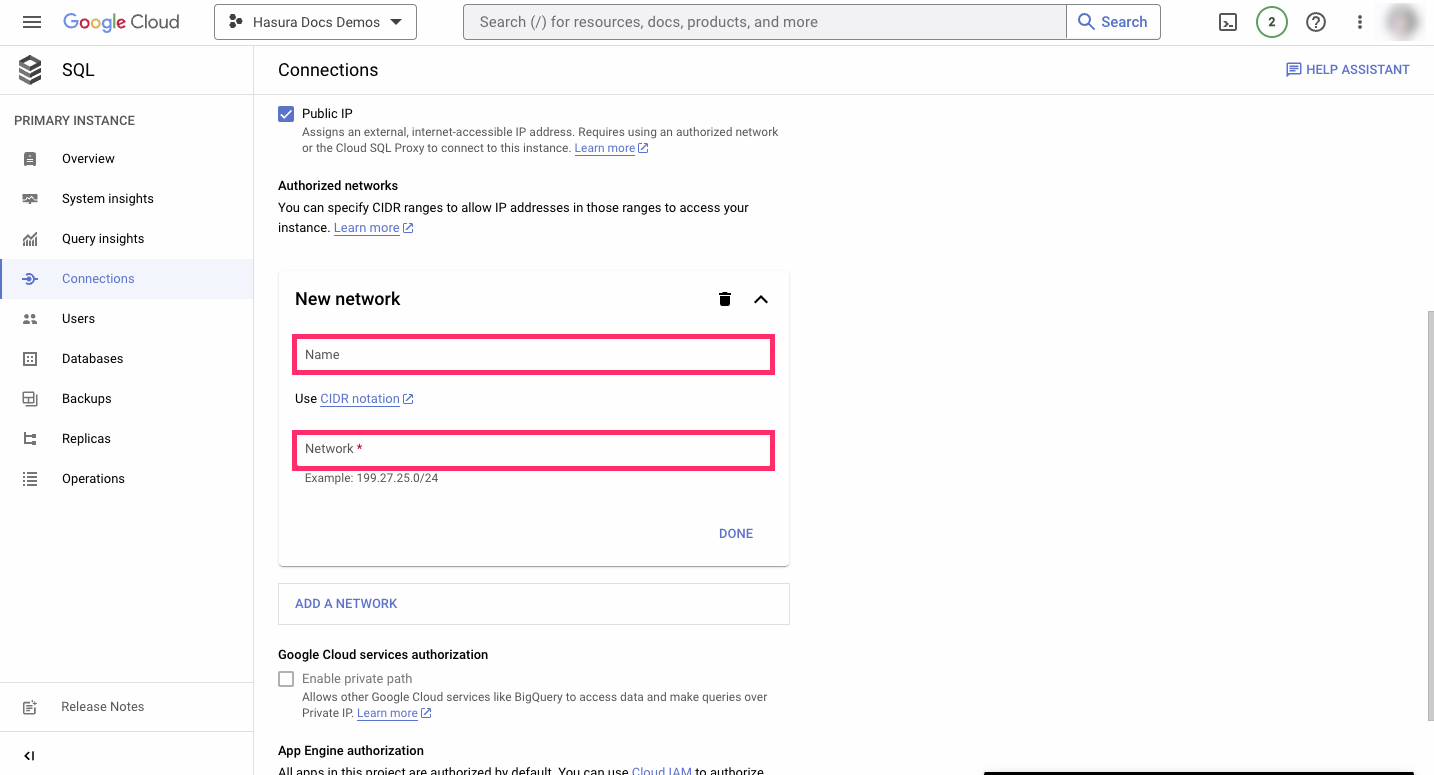 Google Cloud
Hasura Docs Demos
Search (/) for resources, docs, products, and more
Search
2
SQL
Connections
HELP ASSISTANT
PRIMARY INSTANCE
Overview
System insights
Query insights
Connections
Users
Databases
Backups
Replicas
Operations
Release Notes
Public IP
Assigns an external, internet-accessible IP address. Requires using an authorized network
or the Cloud SQL Proxy to connect to this instance. Learn more
Authorized networks
You can specify CIDR ranges to allow IP addresses in those ranges to access your
instance. Learn more
New network
Name
Use CIDR notation
Network *
Example: 199.27.25.0/24
DONE
ADD A NETWORK
Google Cloud services authorization
Enable private path
Allows other Google Cloud services like BigQuery to access data and make queries over
Private IP. Learn more
App Engine authorization
All apps in this project are authorized by default. You can use Cloud IAM to authorize